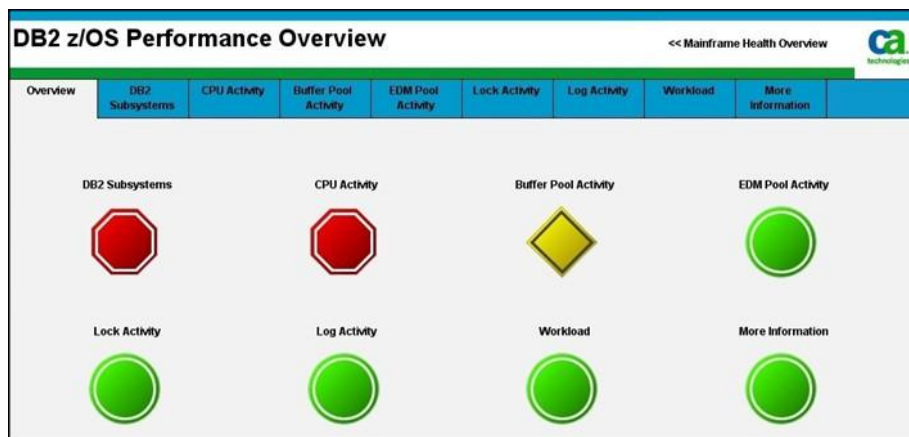 DB2 z/OS Performance Overview
<< Mainframe Health Overview
ca
technologies
Overview
DB2
Subsystems
CPU Activity
Buffer Pool
Activity
EDM Pool
Activity
Lock Activity
Log Activity
Workload
More
Information
DB2 Subsystems
CPU Activity
Buffer Pool Activity
EDM Pool Activity
Lock Activity
Log Activity
Workload
More Information